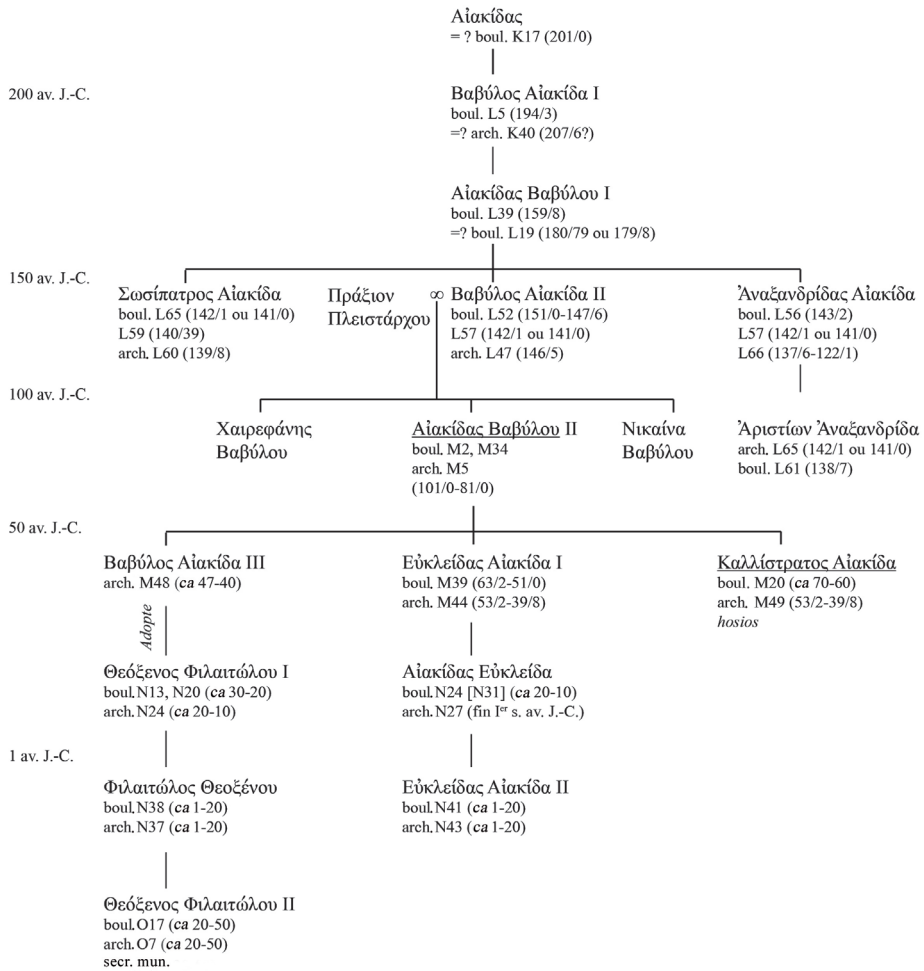 Αἰακίδας
= ? boul. K17 (201/0)
200 av. J.-C.
Βαβύλος Αἰακίδα I
boul. L5 (194/3)
=? arch. K40 (207/6?)
Αἰακίδας Βαβύλου I
boul. L39 (159/8)
=? boul. L19 (180/79 ou 179/8)
150 av. J.-C.
Σωσίπατρος Αἰακίδα
boul. L65 (142/1 ou 141/0)
L59 (140/39)
arch. L60 (139/8)
Πράξιον
Πλειστάρχου
∞
Βαβύλος Αἰακίδα II
boul. L52 (151/0-147/6)
L57 (142/1 ou 141/0)
arch. L47 (146/5)
Ἀναξανδρίδας Αἰακίδα
boul. L56 (143/2)
L57 (142/1 ou 141/0)
L66 (137/6-122/1)
100 av. J.-C.
Χαιρεφάνης
Βαβύλου
Αἰακίδας Βαβύλου II
boul. M2, M34
arch. M5
(101/0-81/0)
Νικαίνα
Βαβύλου
Ἀριστίων Ἀναξανδρίδα
arch. L65 (142/1 ou 141/0)
boul. L61 (138/7)
50 av. J.-C.
Βαβύλος Αἰακίδα III
arch. M48 (ca 47-40)
Εὐκλείδας Αἰακίδα I
boul. M39 (63/2-51/0)
arch. M44 (53/2-39/8)
Καλλίστρατος Αἰακίδα
boul. M20 (ca 70-60)
arch. M49 (53/2-39/8)
hosios
Adopte
Θεόξενος Φιλαιτώλου I
boul. N13, N20 (ca 30-20)
arch. N24 (ca 20-10)
Αἰακίδας Εὐκλείδα
boul. N24 [N31] (ca 20-10)
arch. N27 (fin Iᵉʳ s. av. J.-C.)
1 av. J.-C.
Φιλαιτώλος Θεοξένου
boul. N38 (ca 1-20)
arch. N37 (ca 1-20)
Εὐκλείδας Αἰακίδα II
boul. N41 (ca 1-20)
arch. N43 (ca 1-20)
Θεόξενος Φιλαιτώλου II
boul. O17 (ca 20-50)
arch. O7 (ca 20-50)
secr. mun.